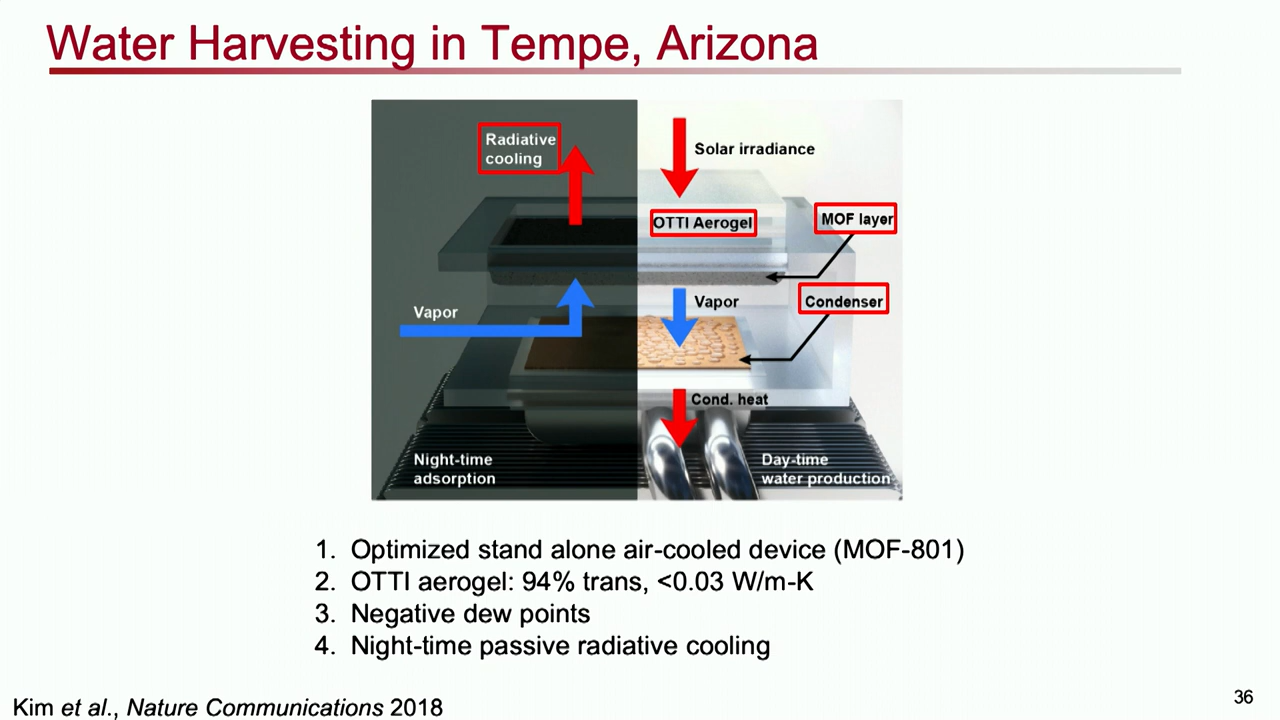 Water Harvesting in Tempe, Arizona
Radiative
cooling
Solar irradiance
OTTI Aerogel
MOF layer
Vapor
Vapor
Condenser
Cond. heat
Night-time
adsorption
Day-time
water production
1. Optimized stand alone air-cooled device (MOF-801)
2. OTTI aerogel: 94% trans, <0.03 W/m-K
3. Negative dew points
4. Night-time passive radiative cooling
Kim et al., Nature Communications 2018
36